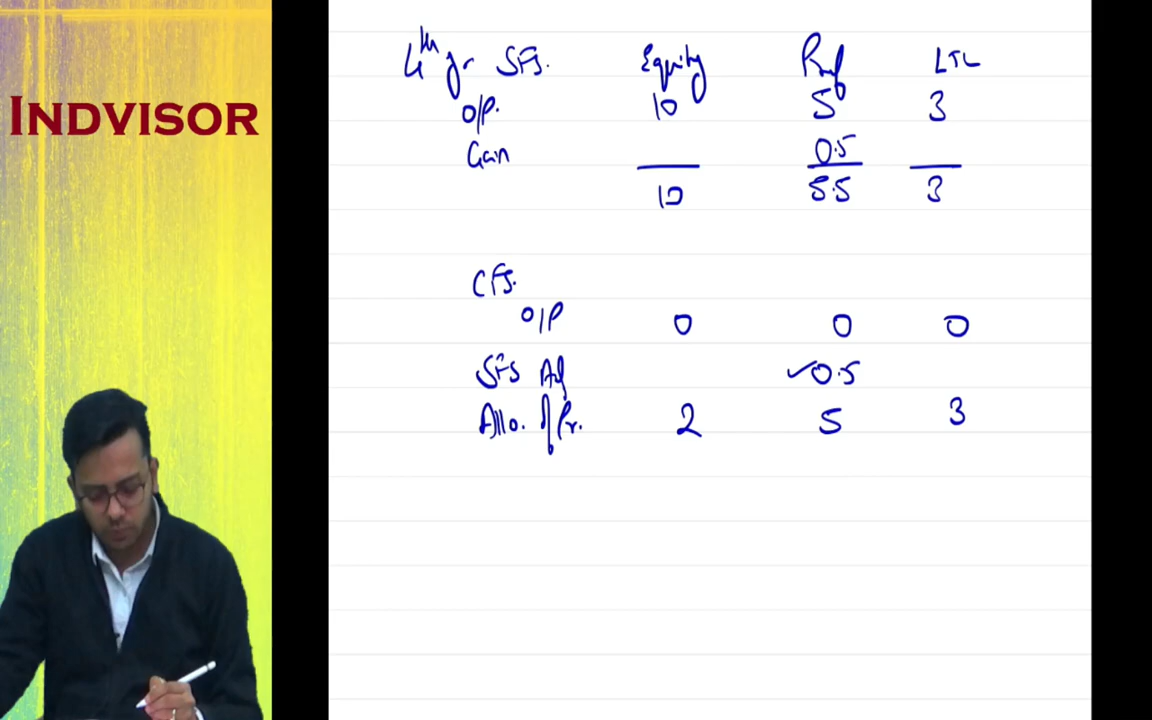 INDVISOR
4th yr SFS. Equity Pref LTL
O/P. 10 5 3
Gain 0.5
10 5.5 3
CFS.
O/P 0 0 0
SFS Adj ✓0.5
Allo. of Pr. 2 5 3